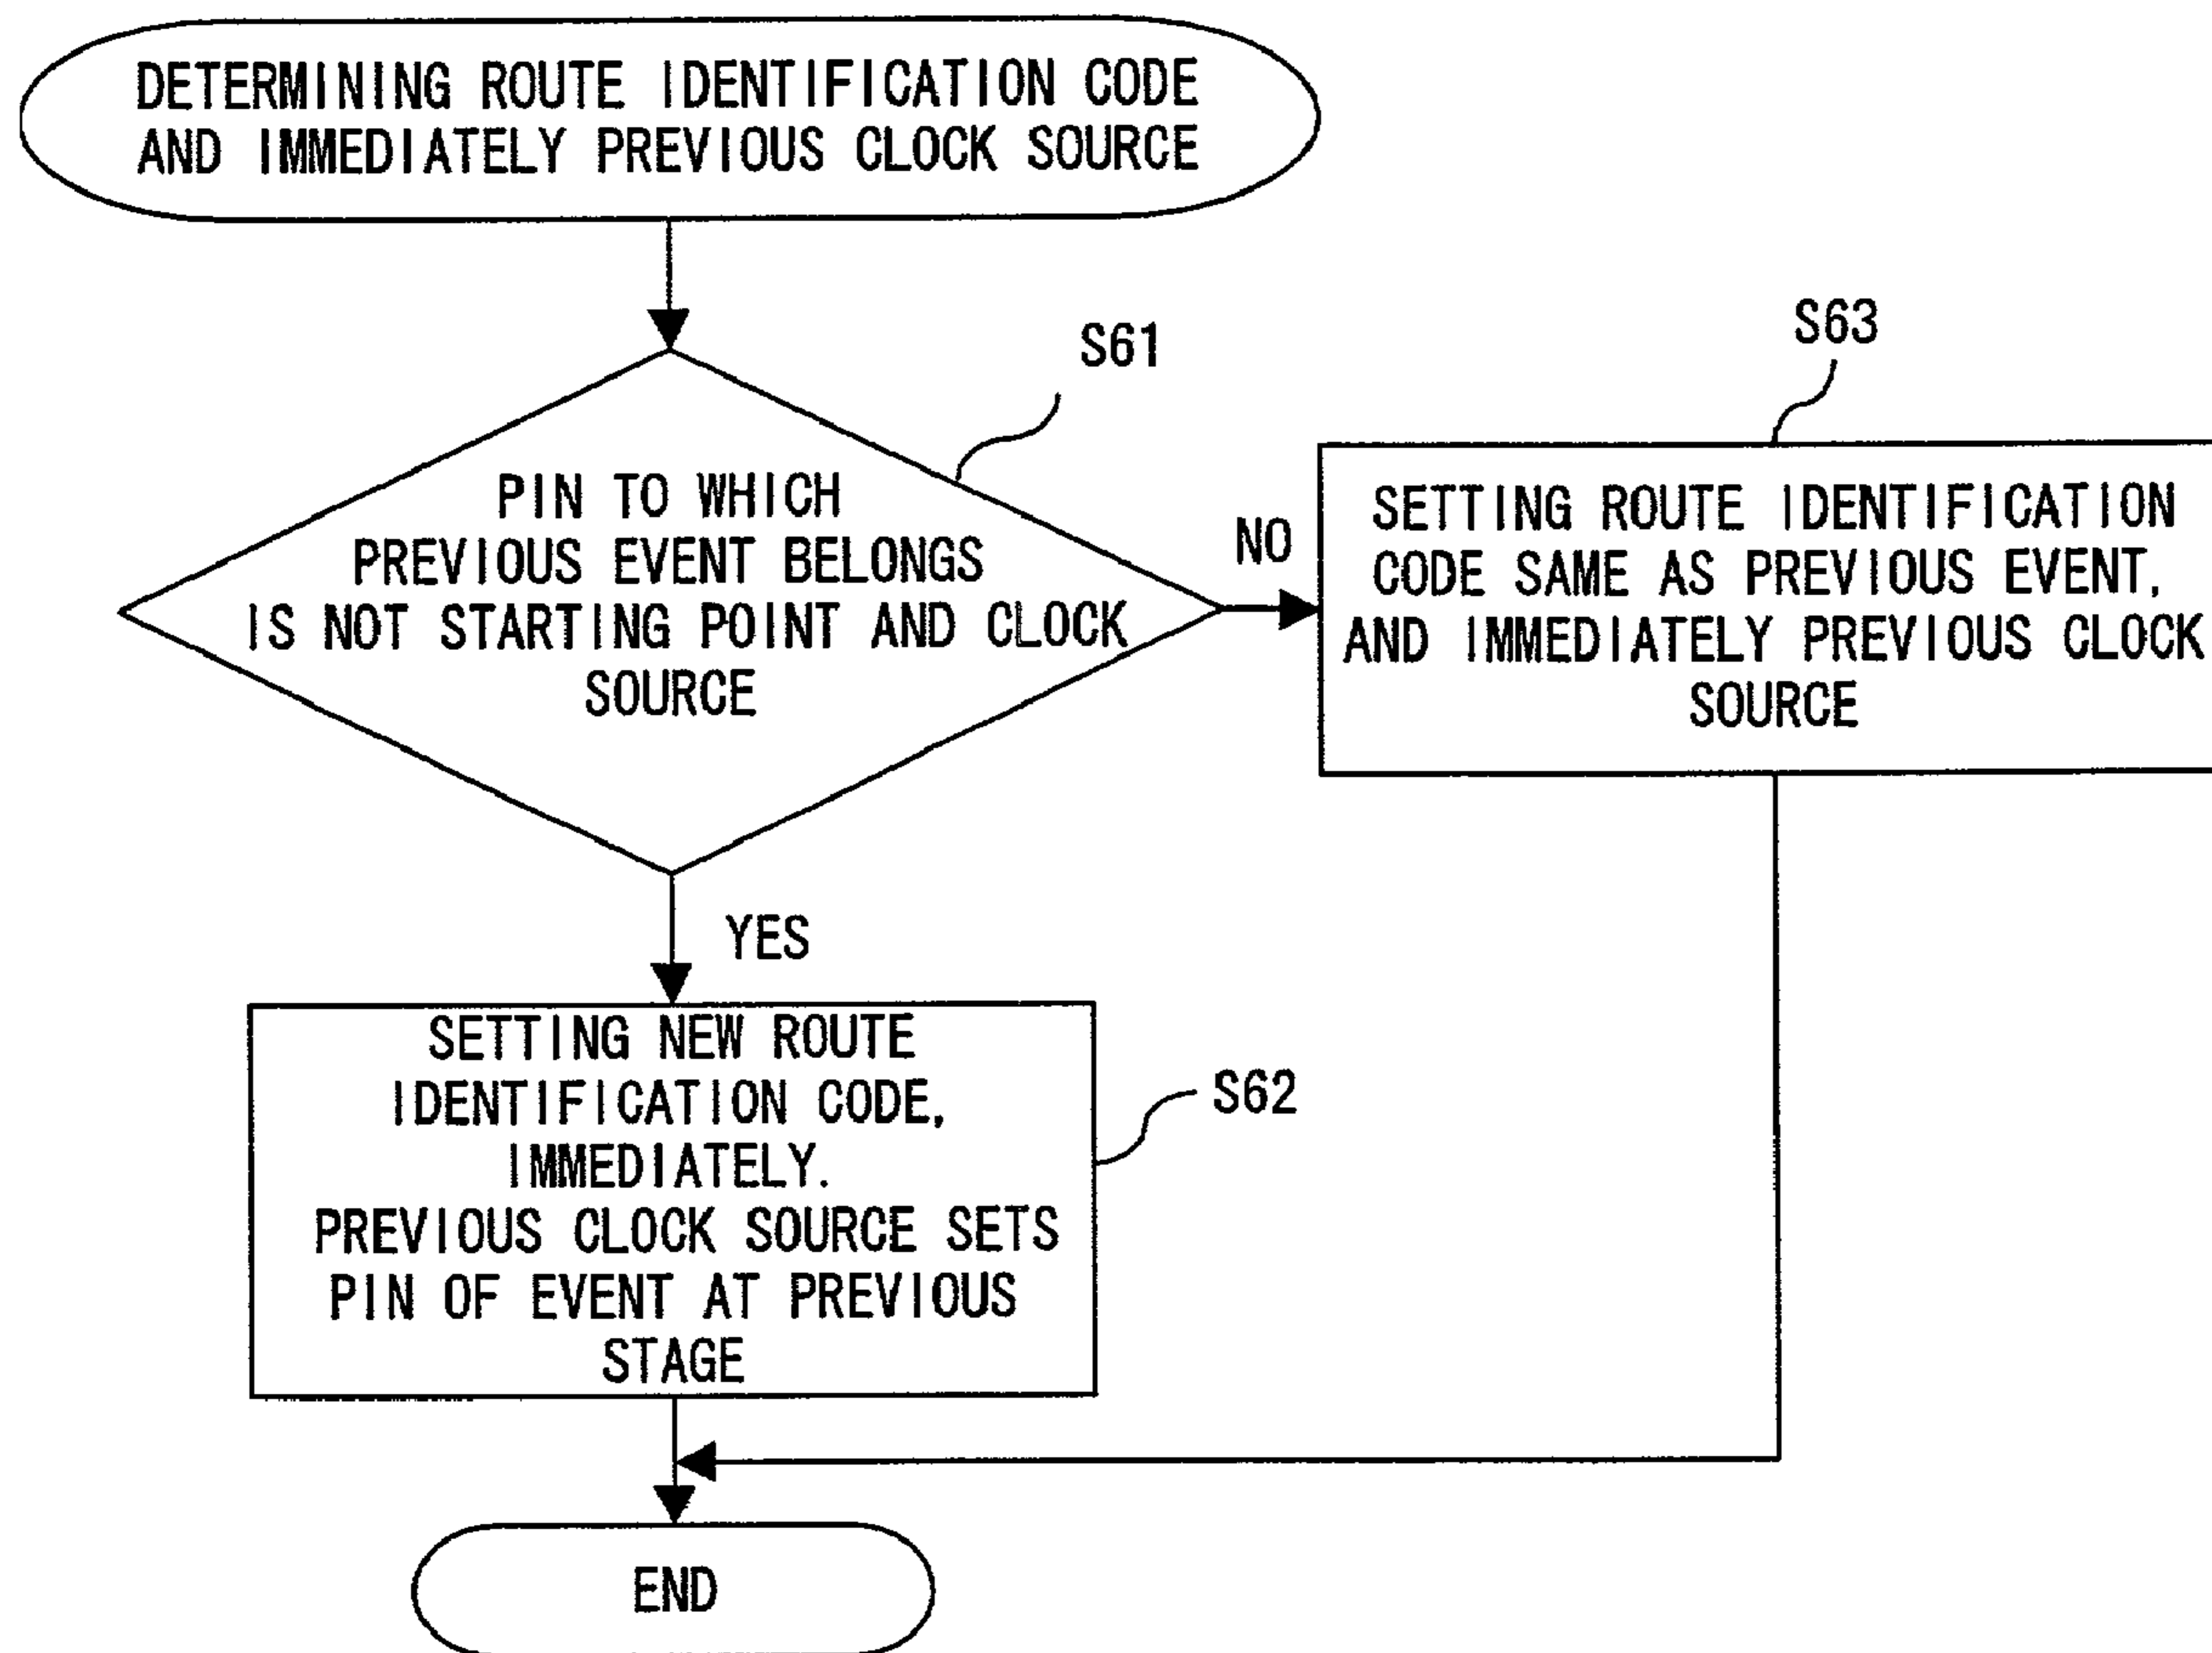 DETERMINING ROUTE IDENTIFICATION CODE
AND IMMEDIATELY PREVIOUS CLOCK SOURCE
S61
PIN TO WHICH
PREVIOUS EVENT BELONGS
IS NOT STARTING POINT AND CLOCK
SOURCE
NO
S63
SETTING ROUTE IDENTIFICATION
CODE SAME AS PREVIOUS EVENT,
AND IMMEDIATELY PREVIOUS CLOCK
SOURCE
YES
SETTING NEW ROUTE
IDENTIFICATION CODE,
IMMEDIATELY.
PREVIOUS CLOCK SOURCE SETS
PIN OF EVENT AT PREVIOUS
STAGE
S62
END